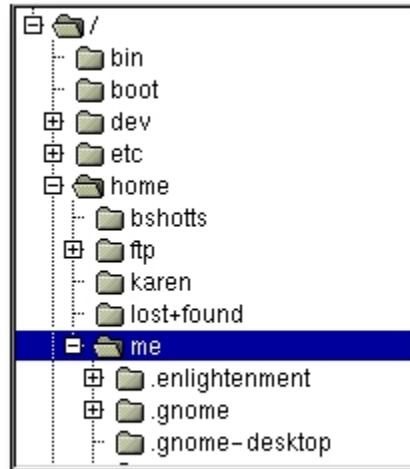 /
bin
boot
dev
etc
home
bshotts
ftp
karen
lost+found
me
.enlightenment
.gnome
.gnome-desktop